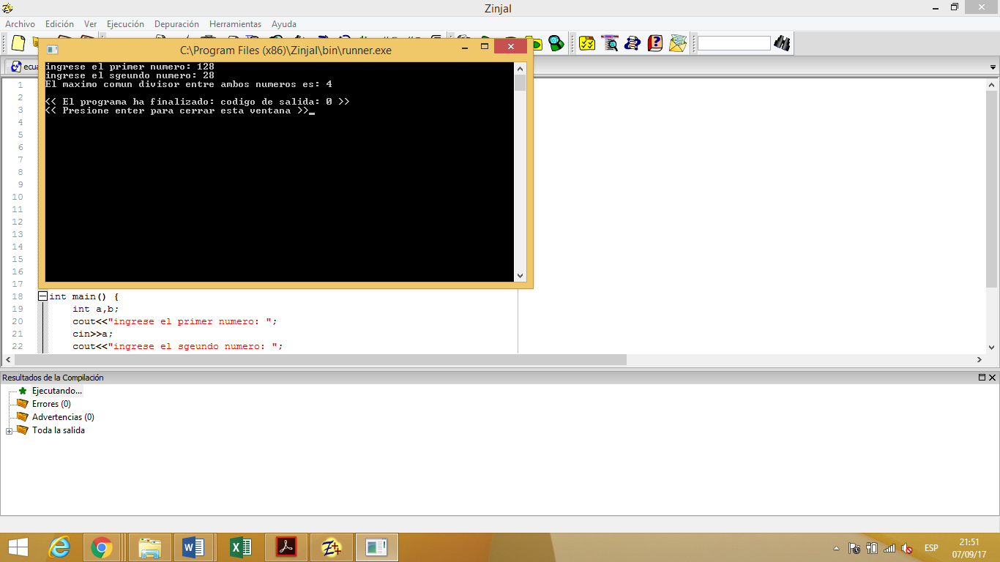 Zinjal
Archivo Edición Ver Ejecución Depuración Herramientas Ayuda
C:\Program Files (x86)\Zinjal\bin\runner.exe
ecua
ingrese el primer numero: 128
ingrese el sgeundo numero: 28
El maximo comun divisor entre ambos numeros es: 4
<< El programa ha finalizado: codigo de salida: 0 >>
<< Presione enter para cerrar esta ventana >>
1
2
3
4
5
6
7
8
9
10
11
12
13
14
15
16
17
18 int main() {
19 int a,b;
20 cout<<"ingrese el primer numero: ";
21 cin>>a;
22 cout<<"ingrese el sgeundo numero: ";
Resultados de la Compilación
Ejecutando...
Errores (0)
Advertencias (0)
Toda la salida
ESP
21:51
07/09/17